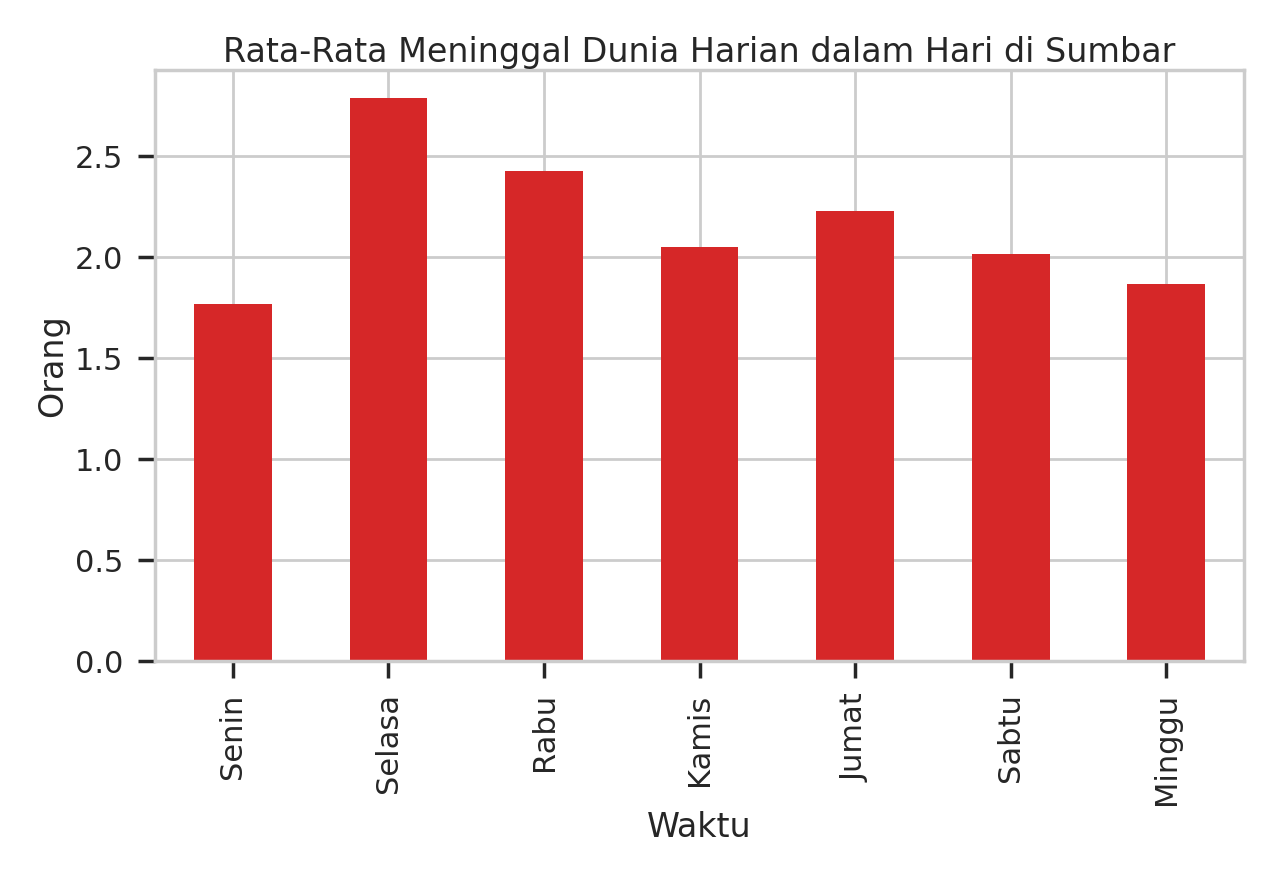 Rata-Rata Meninggal Dunia Harian dalam Hari di Sumbar
Orang
2.5
2.0
1.5
1.0
0.5
0.0
Senin
Selasa
Rabu
Kamis
Jumat
Sabtu
Minggu
Waktu